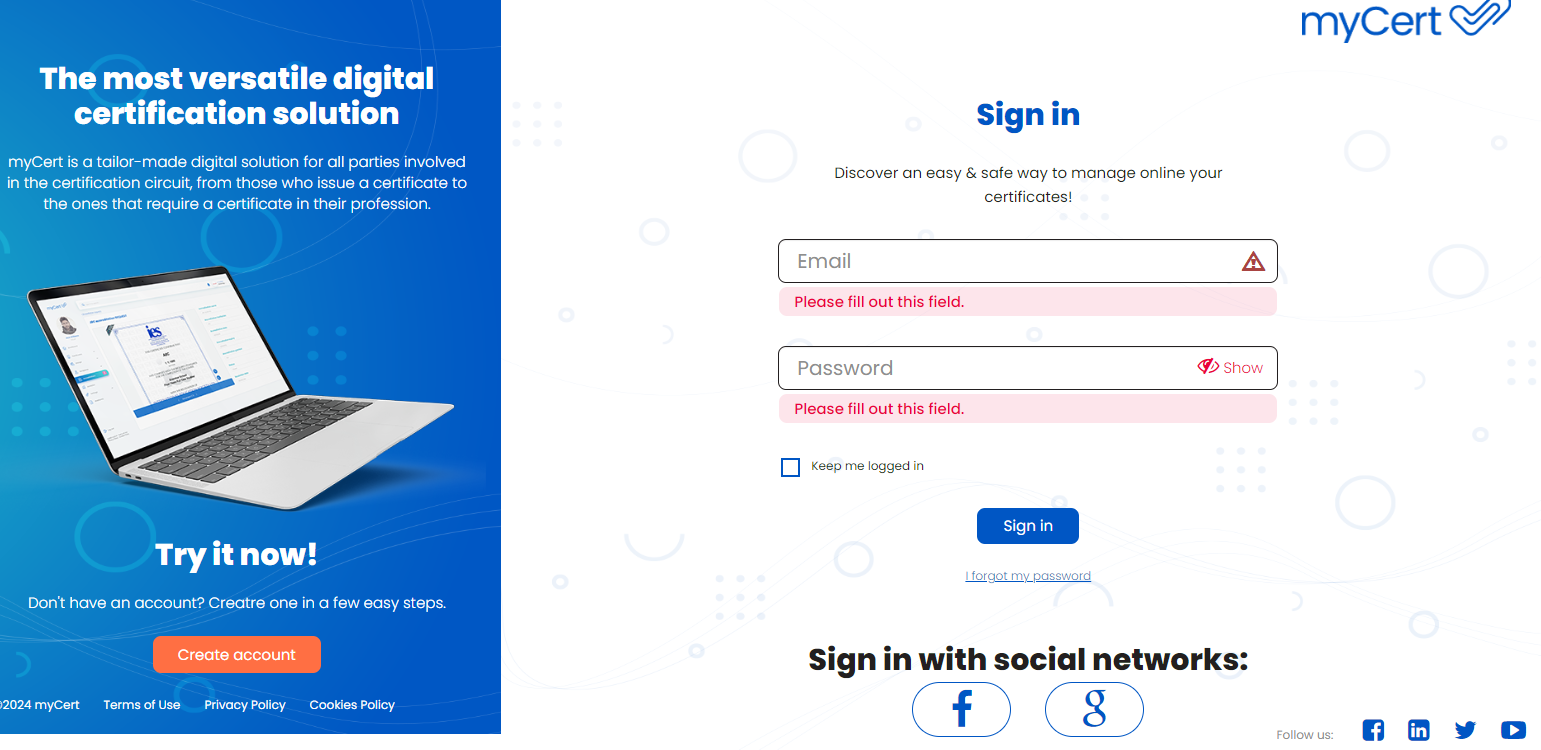 The most versatile digital
certification solution
myCert is a tailor-made digital solution for all parties involved
in the certification circuit, from those who issue a certificate to
the ones that require a certificate in their profession.
ies
Try it now!
Don't have an account? Creatre one in a few easy steps.
Create account
©2024 myCert Terms of Use Privacy Policy Cookies Policy
myCert
Sign in
Discover an easy & safe way to manage online your
certificates!
Email
Please fill out this field.
Password Show
Please fill out this field.
Keep me logged in
Sign in
I forgot my password
Sign in with social networks:
Follow us: